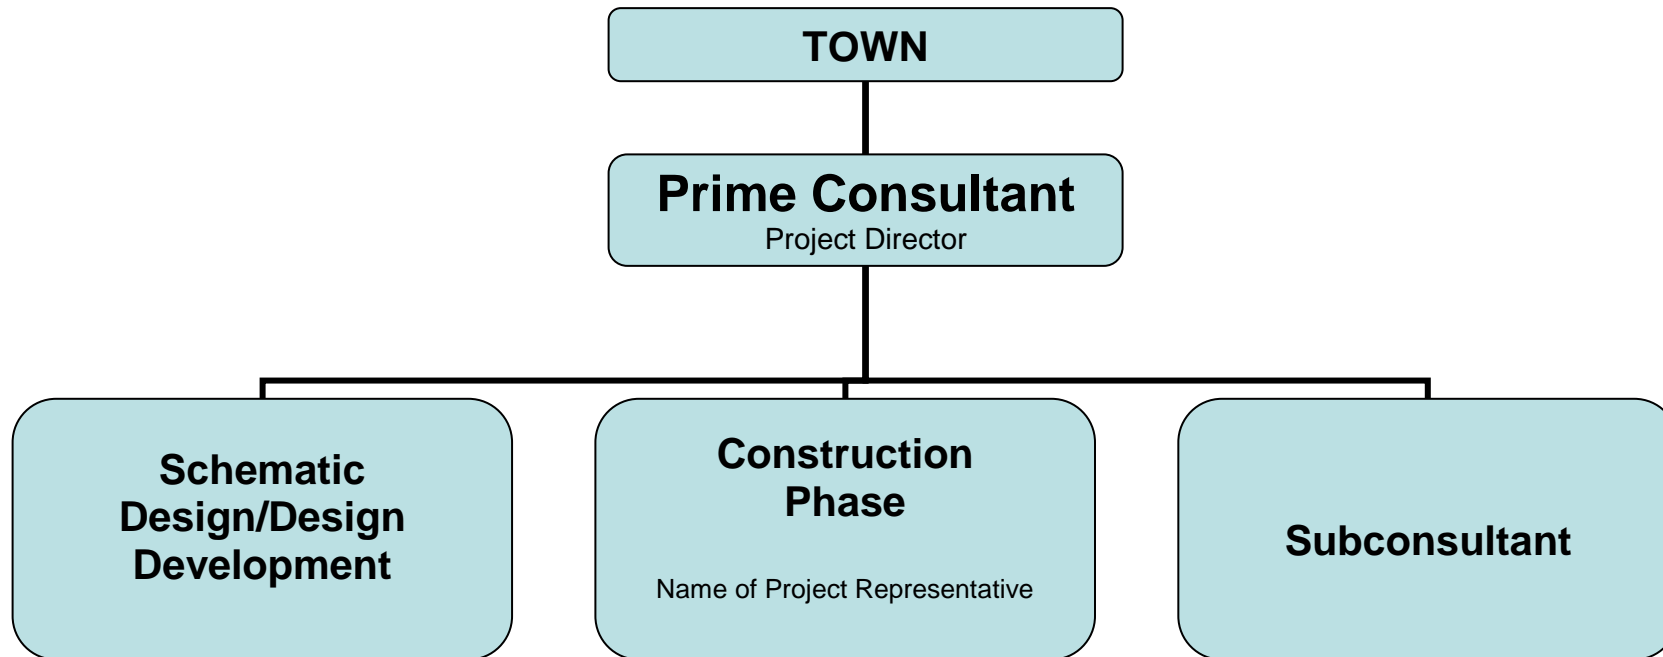 TOWN
Prime Consultant
Project Director
Schematic
Design/Design
Development
Construction
Phase
Name of Project Representative
Subconsultant